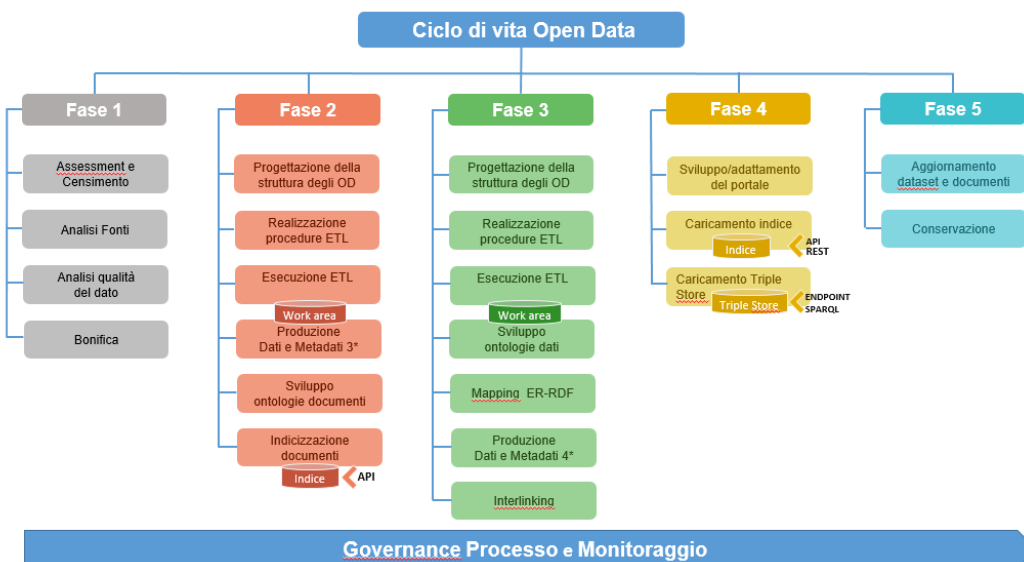 Ciclo di vita Open Data
Fase 1
Assessment e
Censimento
Analisi Fonti
Analisi qualità
del dato
Bonifica
Fase 2
Progettazione della
struttura degli OD
Realizzazione
procedure ETL
Esecuzione ETL
Work area
Produzione
Dati e Metadati 3*
Sviluppo
ontologie documenti
Indicizzazione
documenti
Indice
API
Fase 3
Progettazione della
struttura degli OD
Realizzazione
procedure ETL
Esecuzione ETL
Work area
Sviluppo
ontologie dati
Mapping ER-RDF
Produzione
Dati e Metadati 4*
Interlinking
Fase 4
Sviluppo/adattamento
del portale
Caricamento indice
Indice
API
REST
Caricamento Triple
Store
Triple Store
ENDPOINT
SPARQL
Fase 5
Aggiornamento
dataset e documenti
Conservazione
Governance Processo e Monitoraggio